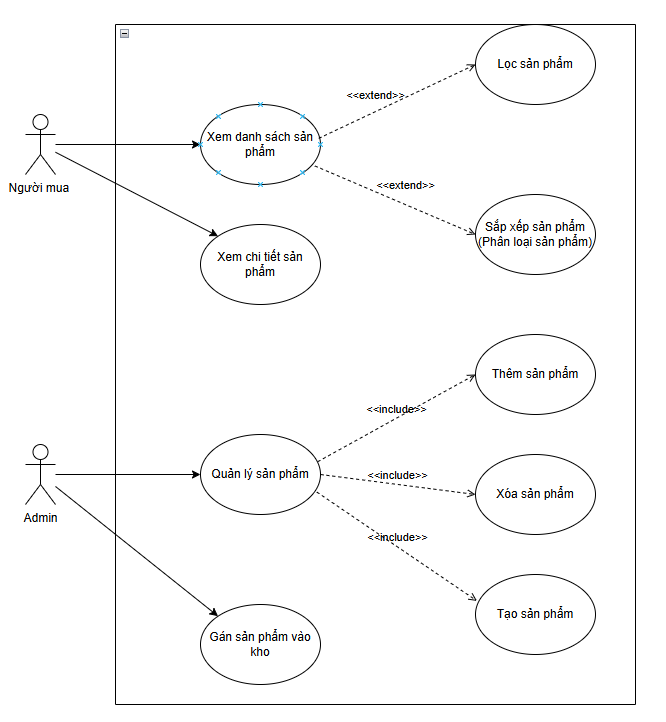 Lọc sản phẩm
<<extend>>
Xem danh sách sản
phẩm
Người mua
<<extend>>
Sắp xếp sản phẩm
(Phân loại sản phẩm)
Xem chi tiết sản
phẩm
Thêm sản phẩm
<<include>>
Quản lý sản phẩm
<<include>>
Xóa sản phẩm
Admin
<<include>>
Tạo sản phẩm
Gán sản phẩm vào
kho